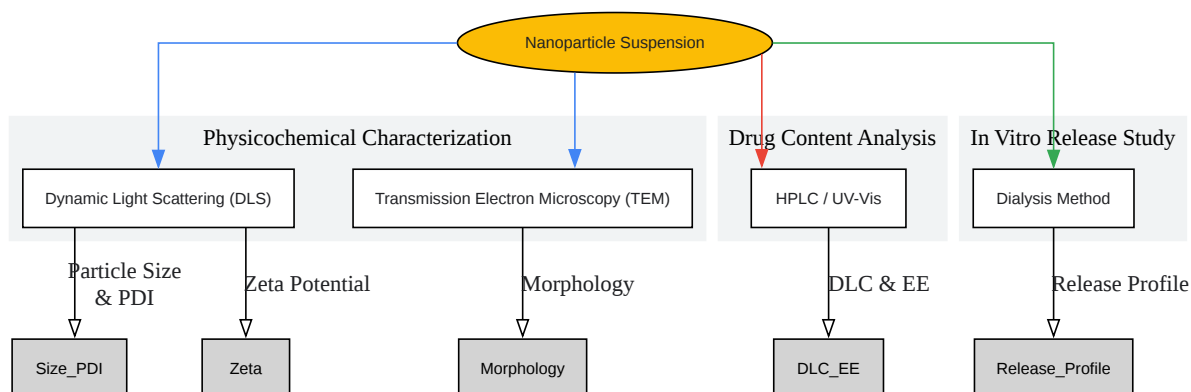 Nanoparticle Suspension
Physicochemical Characterization
Drug Content Analysis
In Vitro Release Study
Dynamic Light Scattering (DLS)
Transmission Electron Microscopy (TEM)
HPLC / UV-Vis
Dialysis Method
Particle Size
& PDI
Zeta Potential
Morphology
DLC & EE
Release Profile
Size_PDI
Zeta
Morphology
DLC_EE
Release_Profile